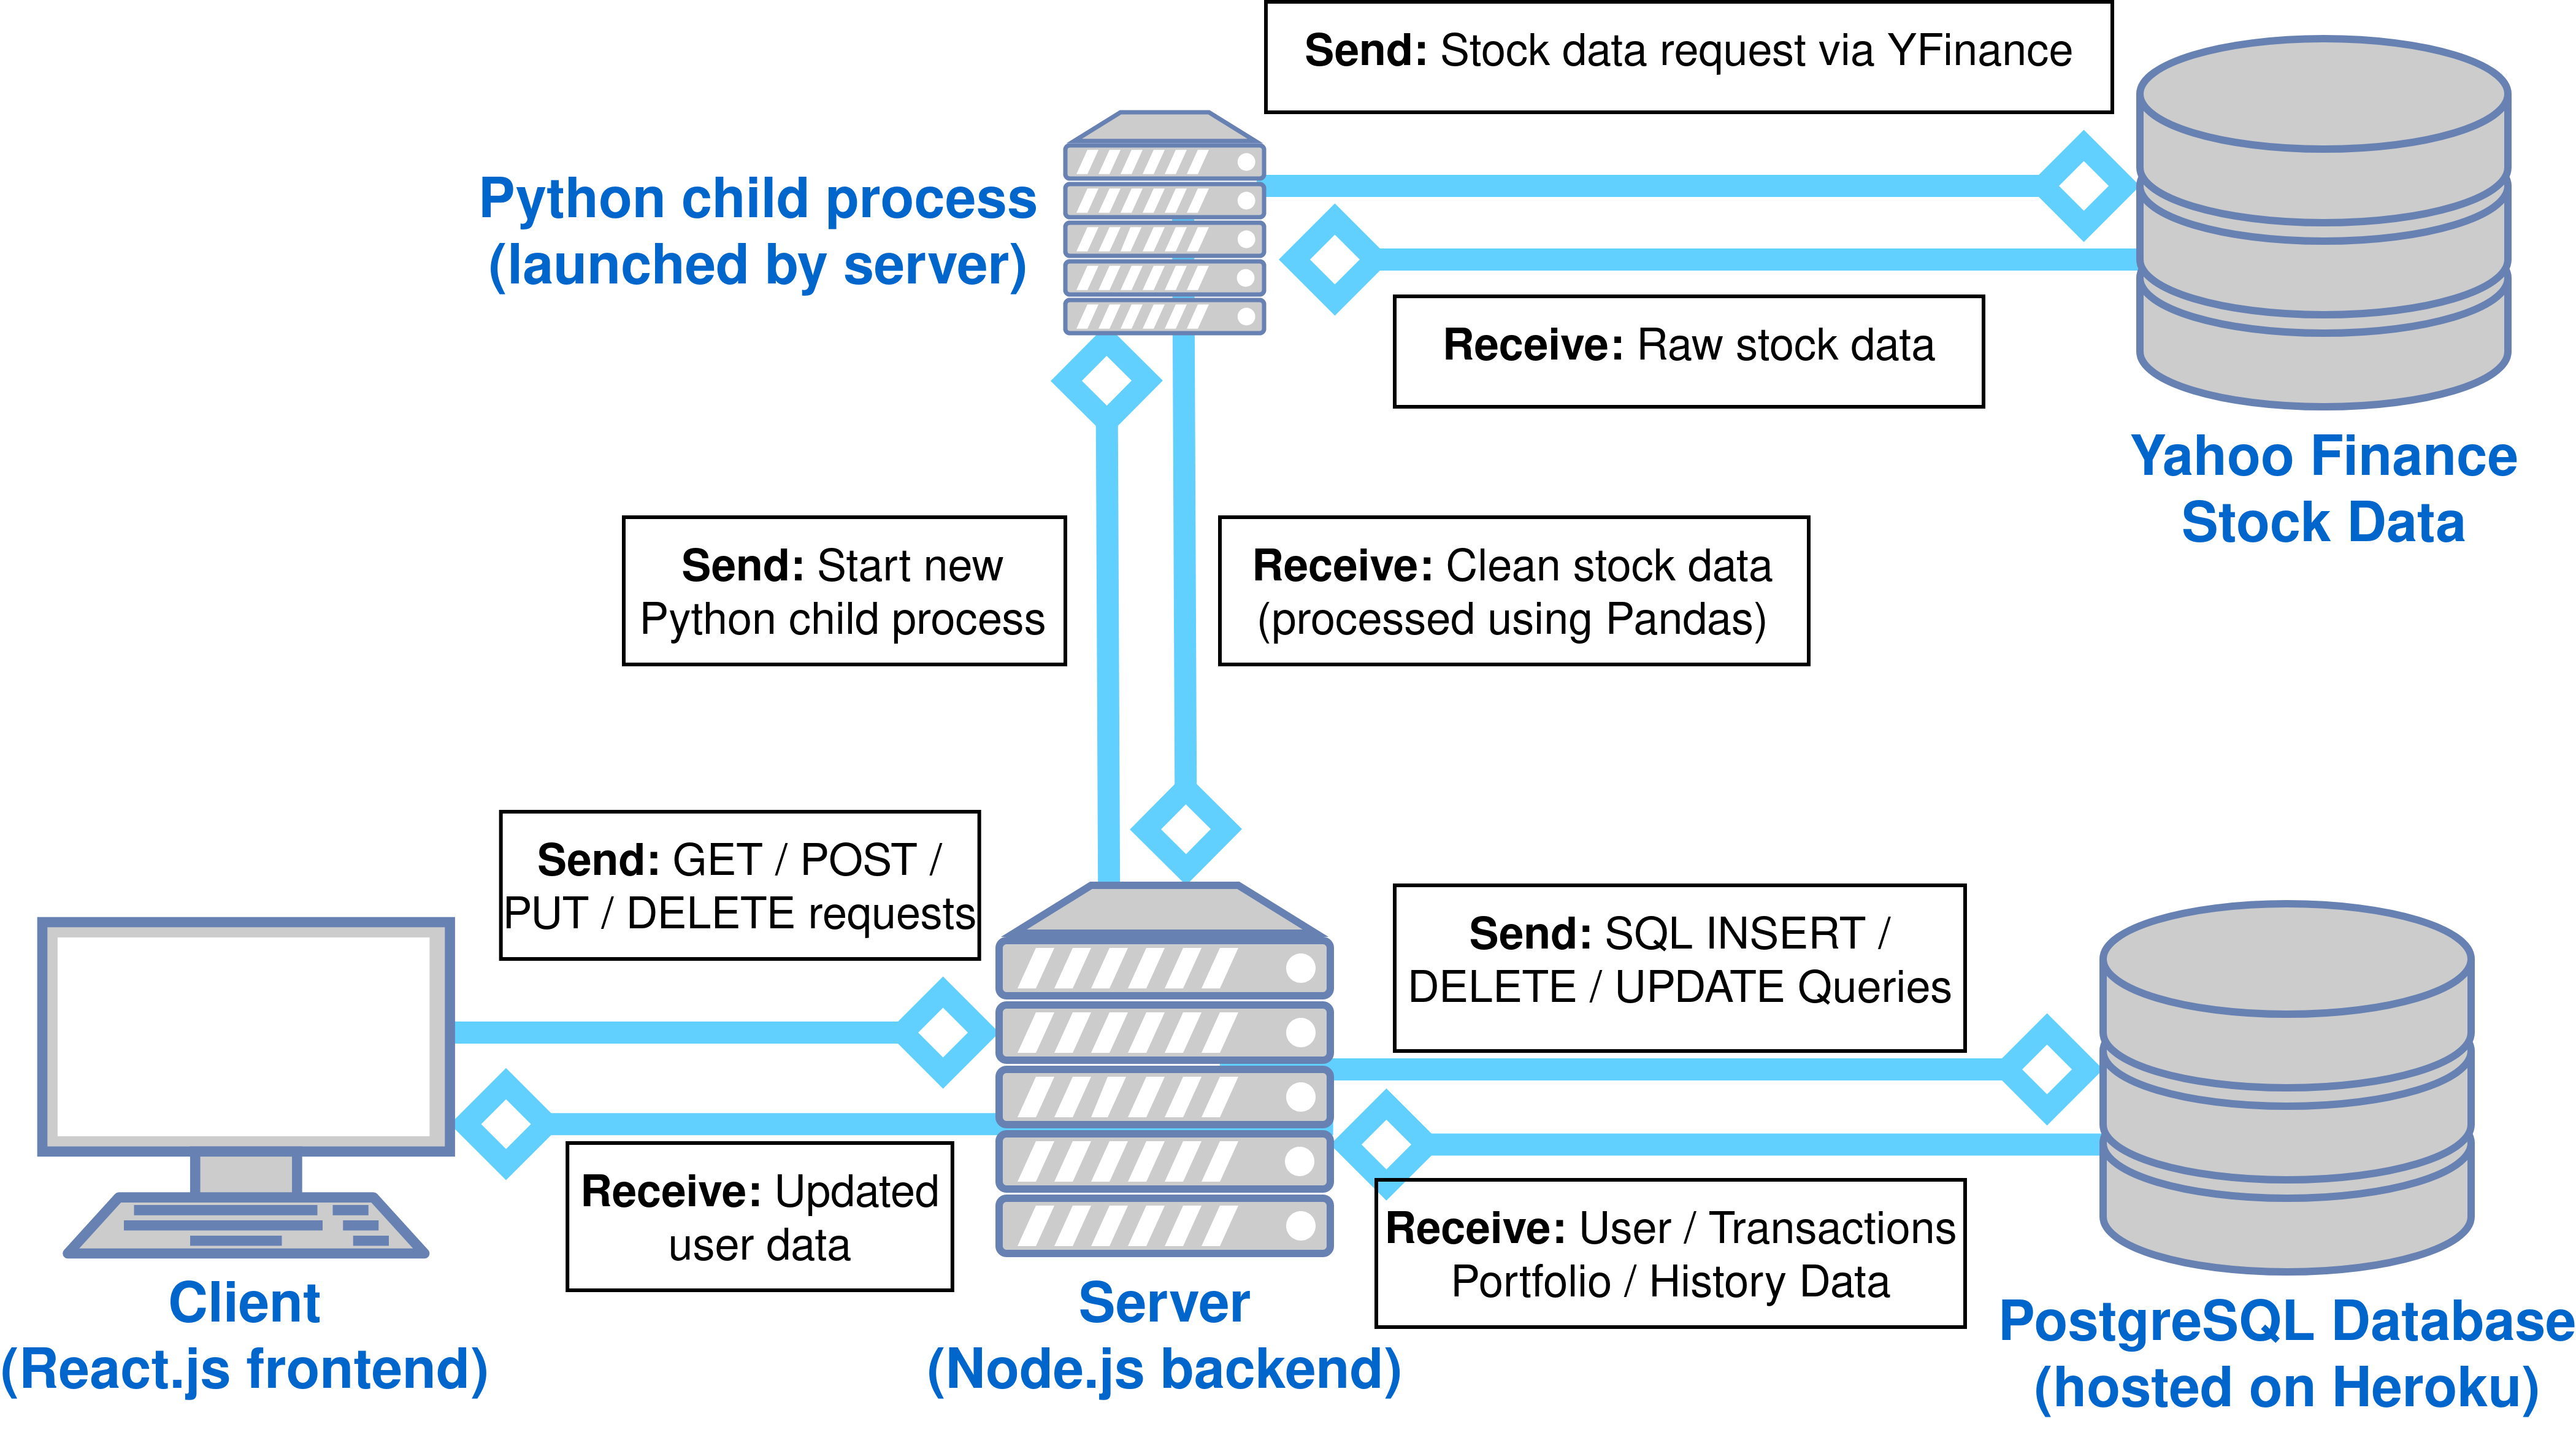 Send: Stock data request via YFinance
Python child process
(launched by server)
Receive: Raw stock data
Yahoo Finance
Stock Data
Send: Start new
Python child process
Receive: Clean stock data
(processed using Pandas)
Send: GET / POST /
PUT / DELETE requests
Send: SQL INSERT /
DELETE / UPDATE Queries
Receive: Updated
user data
Receive: User / Transactions
Portfolio / History Data
Client
(React.js frontend)
Server
(Node.js backend)
PostgreSQL Database
(hosted on Heroku)